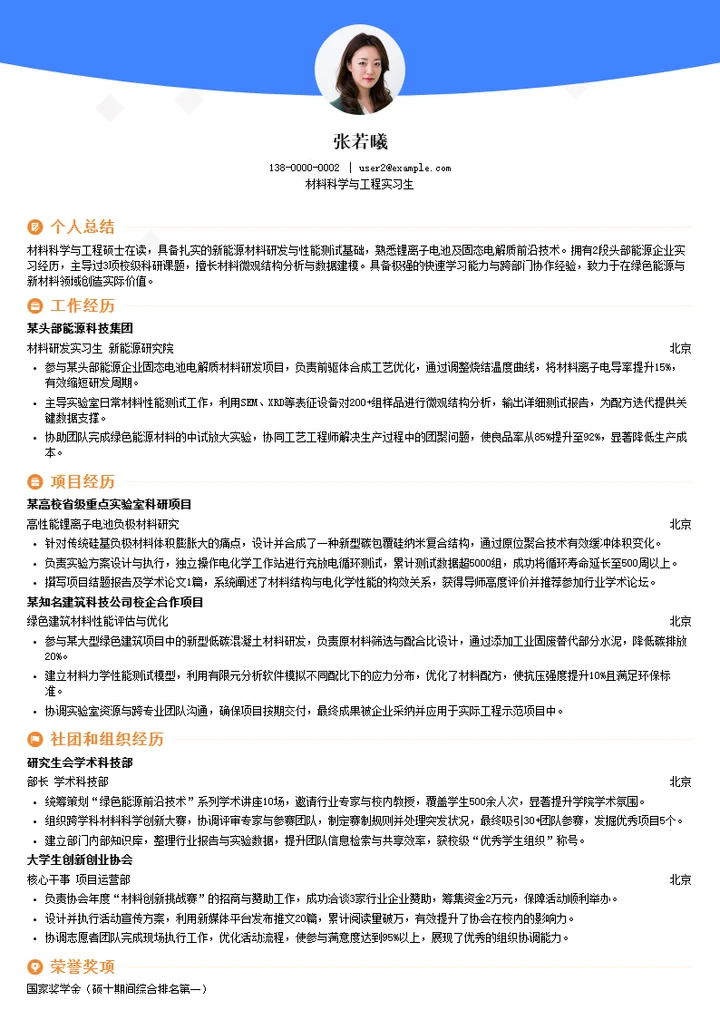 张若曦
138-0000-0002 | user2@example.com
材料科学与工程实习生
个人总结
材料科学与工程硕士在读，具备扎实的新能源材料研发与性能测试基础，熟悉锂离子电池及固态电解质前沿技术。拥有2段头部能源企业实
习经历，主导过3项校级科研课题，擅长材料微观结构分析与数据建模。具备极强的快速学习能力与跨部门协作经验，致力于在绿色能源与
新材料领域创造实际价值。
工作经历
某头部能源科技集团
材料研发实习生 新能源研究院 北京
• 参与某头部能源企业固态电池电解质材料研发项目，负责前驱体合成工艺优化，通过调整烧结温度曲线，将材料离子电导率提升15%，
有效缩短研发周期。
• 主导实验室日常材料性能测试工作，利用SEM、XRD等表征设备对200+组样品进行微观结构分析，输出详细测试报告，为配方迭代提供关
键数据支撑。
• 协助团队完成绿色能源材料的中试放大实验，协同工艺工程师解决生产过程中的团聚问题，使良品率从85%提升至92%，显著降低生产成
本。
项目经历
某高校省级重点实验室科研项目
高性能锂离子电池负极材料研究 北京
• 针对传统硅基负极材料体积膨胀大的痛点，设计并合成了一种新型碳包覆硅纳米复合结构，通过原位聚合技术有效缓冲体积变化。
• 负责实验方案设计与执行，独立操作电化学工作站进行充放电循环测试，累计测试数据超5000组，成功将循环寿命延长至500周以上。
• 撰写项目结题报告及学术论文1篇，系统阐述了材料结构与电化学性能的构效关系，获得导师高度评价并推荐参加行业学术论坛。
某知名建筑科技公司校企合作项目
绿色建筑材料性能评估与优化 北京
• 参与某大型绿色建筑项目中的新型低碳混凝土材料研发，负责原材料筛选与配合比设计，通过添加工业固废替代部分水泥，降低碳排放
20%。
• 建立材料力学性能测试模型，利用有限元分析软件模拟不同配比下的应力分布，优化了材料配方，使抗压强度提升10%且满足环保标
准。
• 协调实验室资源与跨专业团队沟通，确保项目按期交付，最终成果被企业采纳并应用于实际工程示范项目中。
社团和组织经历
研究生会学术科技部
部长 学术科技部 北京
• 统筹策划“绿色能源前沿技术”系列学术讲座10场，邀请行业专家与校内教授，覆盖学生500余人次，显著提升学院学术氛围。
• 组织跨学科材料科学创新大赛，协调评审专家与参赛团队，制定赛制规则并处理突发状况，最终吸引30+团队参赛，发掘优秀项目5个。
• 建立部门内部知识库，整理行业报告与实验数据，提升团队信息检索与共享效率，获校级“优秀学生组织”称号。
大学生创新创业协会
核心干事 项目运营部 北京
• 负责协会年度“材料创新挑战赛”的招商与赞助工作，成功洽谈3家行业企业赞助，筹集资金2万元，保障活动顺利举办。
• 设计并执行活动宣传方案，利用新媒体平台发布推文20篇，累计阅读量破万，有效提升了协会在校内的影响力。
• 协调志愿者团队完成现场执行工作，优化活动流程，使参与满意度达到95%以上，展现了优秀的组织协调能力。
荣誉奖项
国家奖学金（硕士期间综合排名第一）